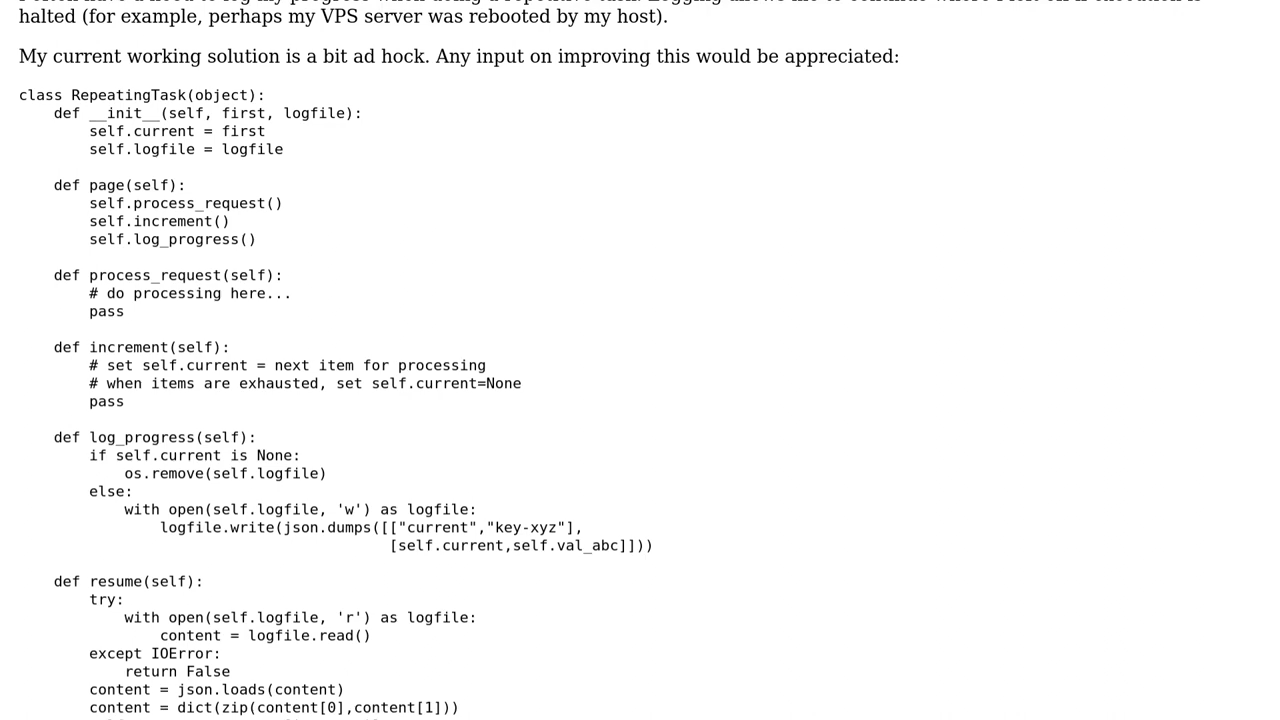 halted (for example, perhaps my VPS server was rebooted by my host).
My current working solution is a bit ad hock. Any input on improving this would be appreciated:
class RepeatingTask(object):
    def __init__(self, first, logfile):
        self.current = first
        self.logfile = logfile
    def page(self):
        self.process_request()
        self.increment()
        self.log_progress()
    def process_request(self):
        # do processing here...
        pass
    def increment(self):
        # set self.current = next item for processing
        # when items are exhausted, set self.current=None
        pass
    def log_progress(self):
        if self.current is None:
            os.remove(self.logfile)
        else:
            with open(self.logfile, 'w') as logfile:
                logfile.write(json.dumps([["current","key-xyz"],
                                          [self.current,self.val_abc]]))
    def resume(self):
        try:
            with open(self.logfile, 'r') as logfile:
                content = logfile.read()
        except IOError:
            return False
        content = json.loads(content)
        content = dict(zip(content[0],content[1]))